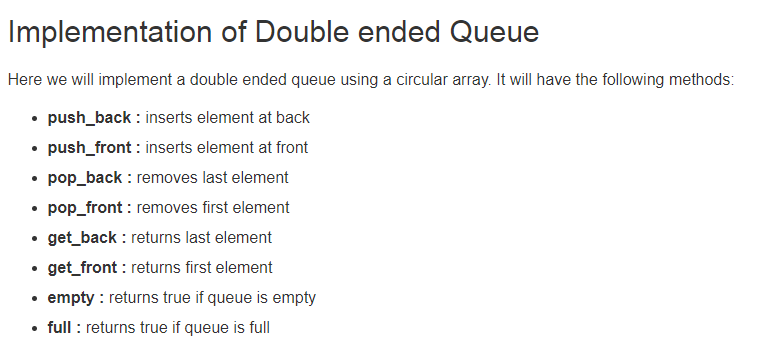 Implementation of Double ended Queue
Here we will implement a double ended queue using a circular array. It will have the following methods:
• push_back : inserts element at back
• push_front : inserts element at front
• pop_back : removes last element
• pop_front : removes first element
• get_back : returns last element
• get_front : returns first element
• empty : returns true if queue is empty
• full : returns true if queue is full